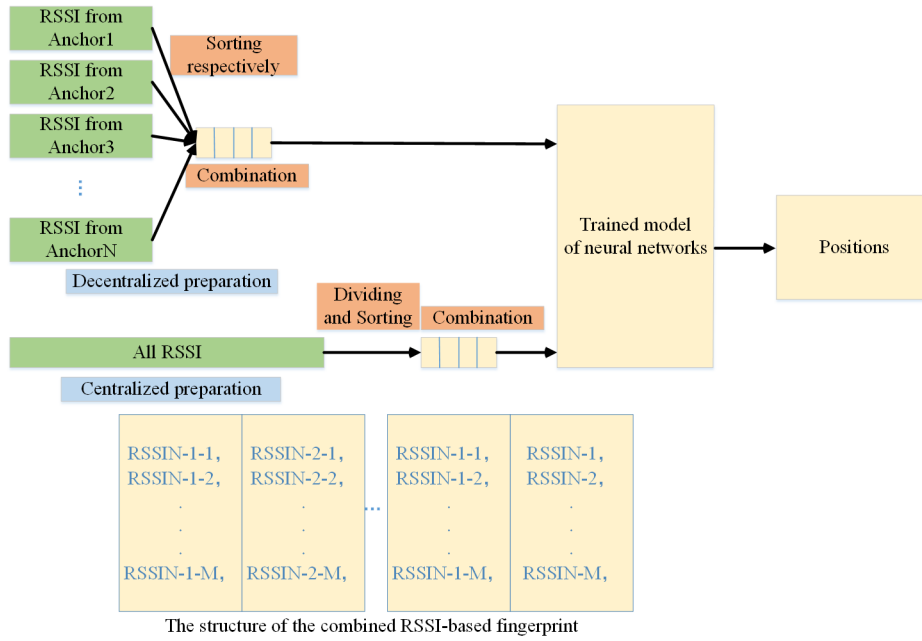 RSSI from
Anchor1
Sorting
respectively
RSSI from
Anchor2
RSSI from
Anchor3
Combination
...
RSSI from
AnchorN
Decentralized preparation
Trained model
of neural networks
Positions
Dividing
and Sorting
Combination
All RSSI
Centralized preparation
RSSIN-1-1,
RSSIN-1-2,
.
.
.
RSSIN-1-M,
RSSIN-2-1,
RSSIN-2-2,
.
.
.
RSSIN-2-M,
...
RSSIN-1-1,
RSSIN-1-2,
.
.
.
RSSIN-1-M,
RSSIN-1,
RSSIN-2,
.
.
.
RSSIN-M,
The structure of the combined RSSI-based fingerprint